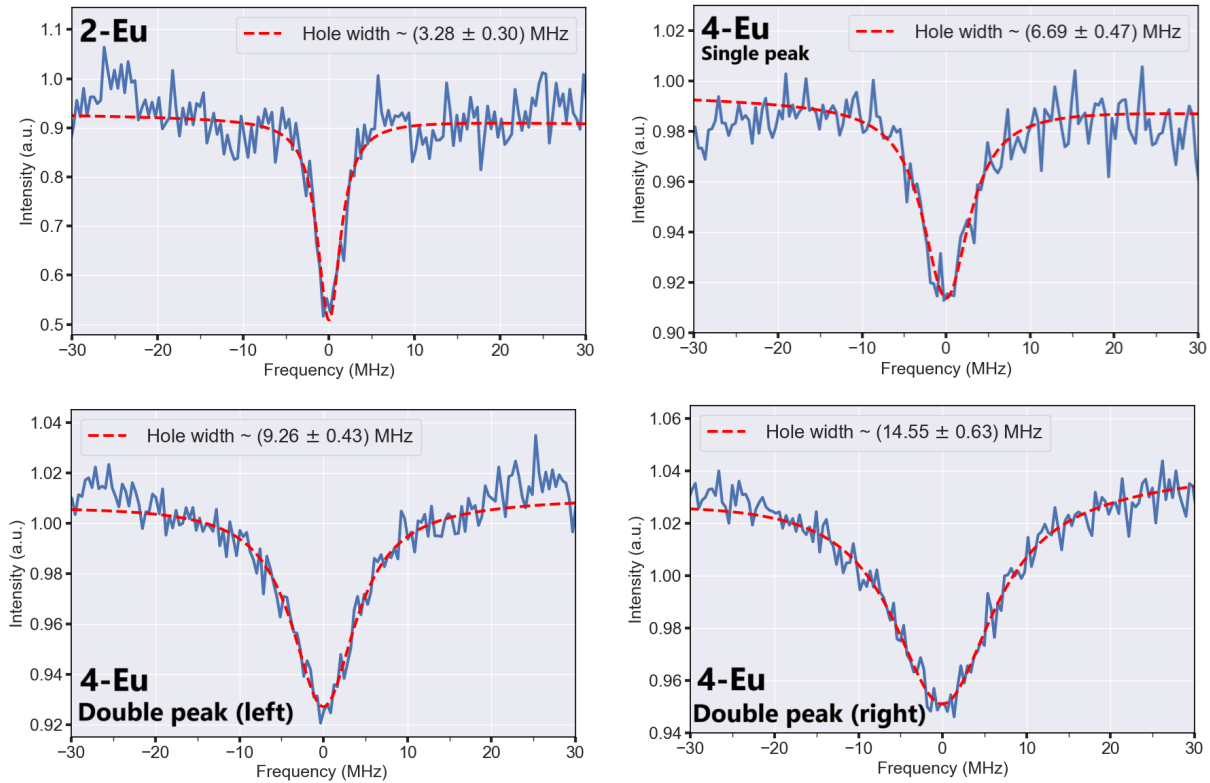 2-Eu
Hole width ~ (3.28 ± 0.30) MHz
Intensity (a.u.)
1.1
1.0
0.9
0.8
0.7
0.6
0.5
−30
−20
−10
0
10
20
30
Frequency (MHz)
4-Eu
Single peak
Hole width ~ (6.69 ± 0.47) MHz
Intensity (a.u.)
1.02
1.00
0.98
0.96
0.94
0.92
0.90
−30
−20
−10
0
10
20
30
Frequency (MHz)
Hole width ~ (9.26 ± 0.43) MHz
Intensity (a.u.)
1.04
1.02
1.00
0.98
0.96
0.94
0.92
4-Eu
Double peak (left)
−30
−20
−10
0
10
20
30
Frequency (MHz)
Hole width ~ (14.55 ± 0.63) MHz
Intensity (a.u.)
1.06
1.04
1.02
1.00
0.98
0.96
0.94
4-Eu
Double peak (right)
−30
−20
−10
0
10
20
30
Frequency (MHz)